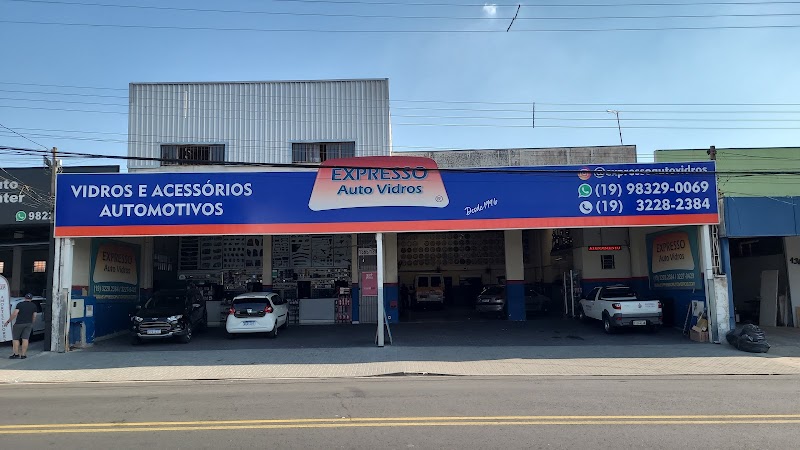 VIDROS E ACESSÓRIOS
AUTOMOTIVOS
EXPRESSO
Auto Vidros
Desde 1996
@expressoautovidros
(19) 98329-0069
(19) 3228-2384
EXPRESSO
Auto Vidros
EXPRESSO
Auto Vidros